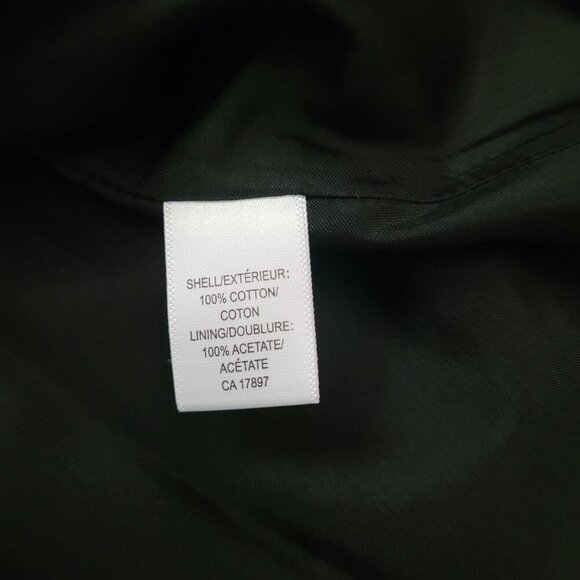 SHELL/EXTÉRIEUR:
100% COTTON/
COTON
LINING/DOUBLURE:
100% ACETATE/
ACÉTATE
CA 17897